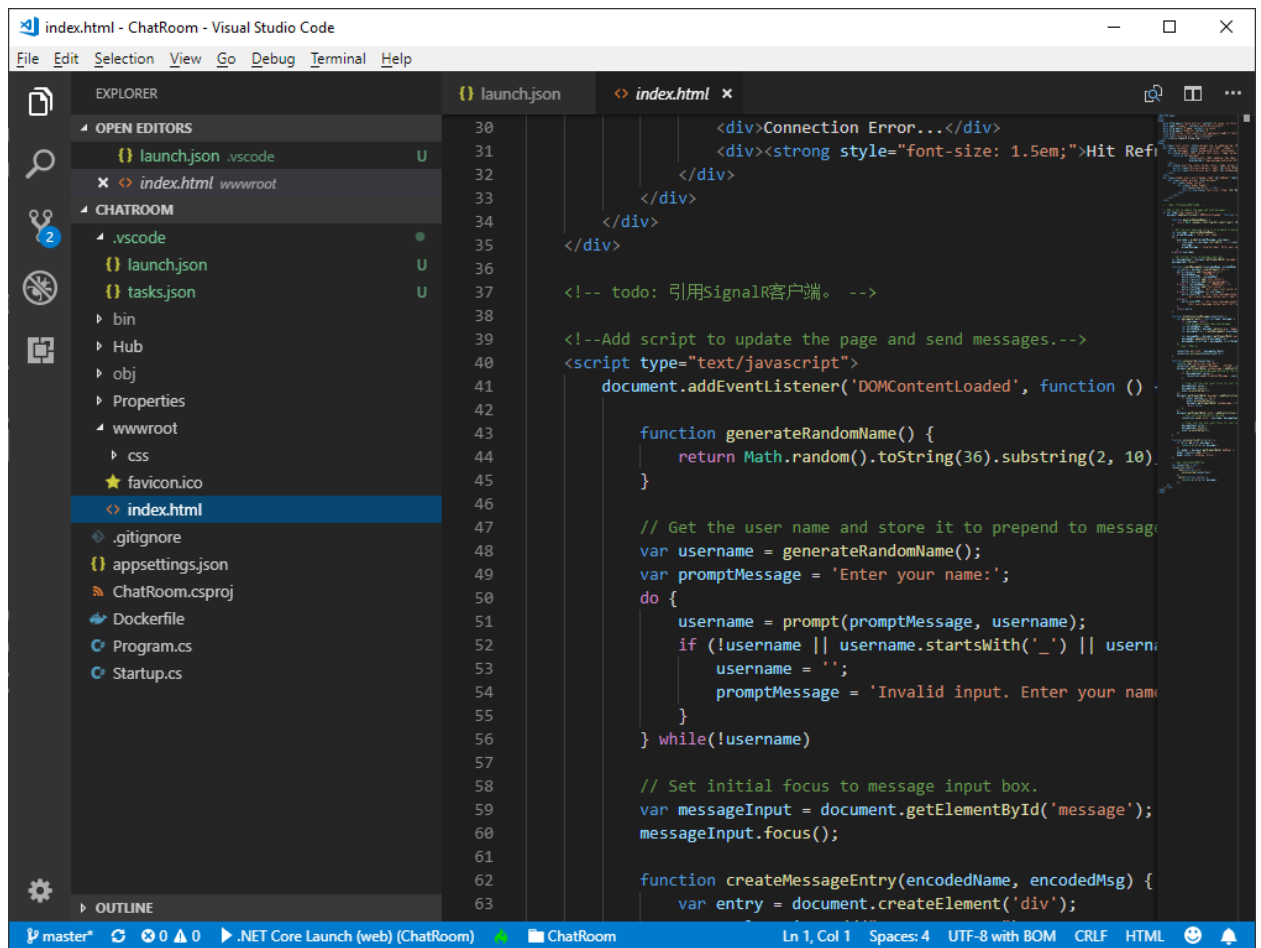 index.html - ChatRoom - Visual Studio Code
File Edit Selection View Go Debug Terminal Help
EXPLORER
OPEN EDITORS
{} launch.json .vscode U
<> index.html wwwroot
CHATROOM
.vscode
{} launch.json U
{} tasks.json U
bin
Hub
obj
Properties
wwwroot
css
favicon.ico
<> index.html
.gitignore
{} appsettings.json
ChatRoom.csproj
Dockerfile
C# Program.cs
C# Startup.cs
OUTLINE
2
{} launch.json <> index.html ×
30 <div>Connection Error...</div>
31 <div><strong style="font-size: 1.5em;">Hit Refr
32 </div>
33 </div>
34 </div>
35 </div>
36
37 <!-- todo: 引用SignalR客户端。 -->
38
39 <!--Add script to update the page and send messages.-->
40 <script type="text/javascript">
41 document.addEventListener('DOMContentLoaded', function () {
42
43 function generateRandomName() {
44 return Math.random().toString(36).substring(2, 10)
45 }
46
47 // Get the user name and store it to prepend to message
48 var username = generateRandomName();
49 var promptMessage = 'Enter your name:';
50 do {
51 username = prompt(promptMessage, username);
52 if (!username || username.startsWith('_') || userna
53 username = '';
54 promptMessage = 'Invalid input. Enter your name
55 }
56 } while(!username)
57
58 // Set initial focus to message input box.
59 var messageInput = document.getElementById('message');
60 messageInput.focus();
61
62 function createMessageEntry(encodedName, encodedMsg) {
63 var entry = document.createElement('div');
master* 0 0 .NET Core Launch (web) (ChatRoom) ChatRoom Ln 1, Col 1 Spaces: 4 UTF-8 with BOM CRLF HTML